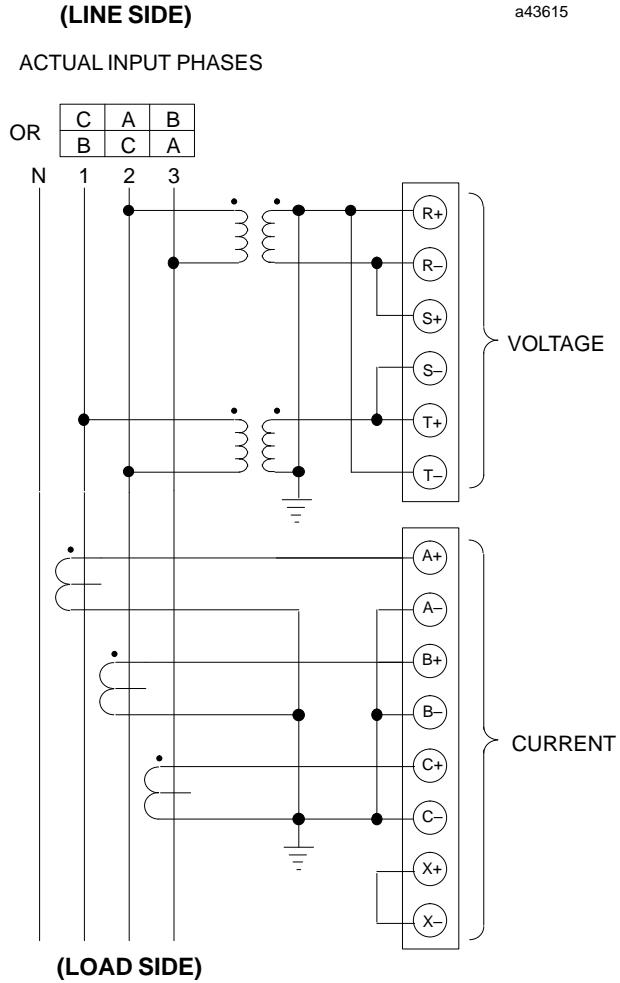 (LINE SIDE)
a43615
ACTUAL INPUT PHASES
OR
C A B
B C A
N 1 2 3
R+
R–
S+
VOLTAGE
S–
T+
T–
A+
A–
B+
B–
CURRENT
C+
C–
X+
X–
(LOAD SIDE)